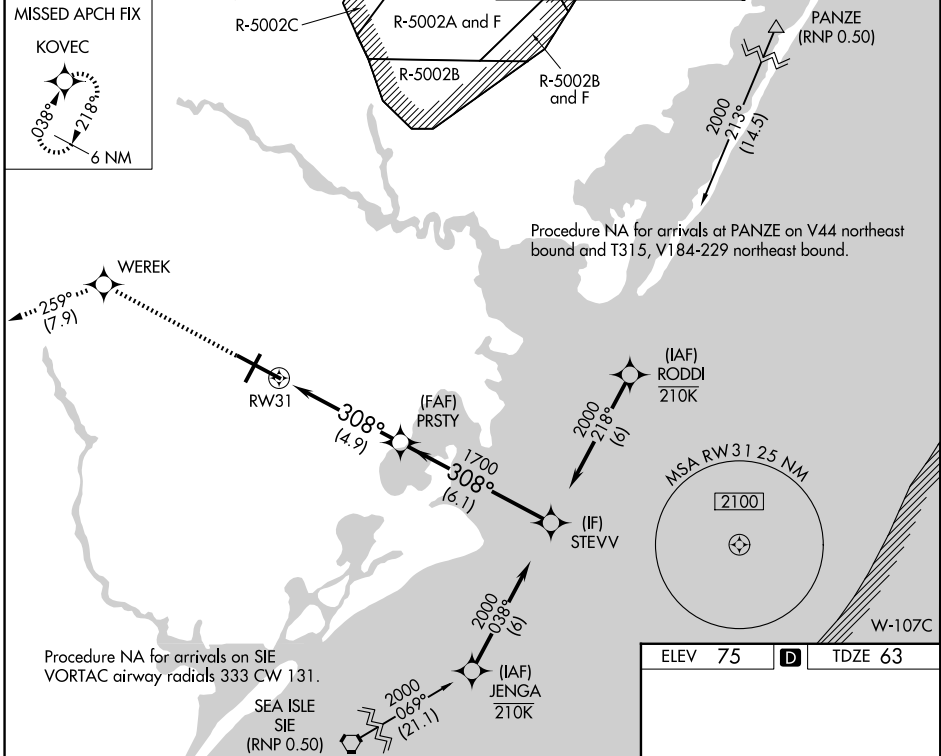 MISSED APCH FIX
KOVEC
038°
218°
6 NM
R-5002C
R-5002A and F
R-5002B
R-5002B
and F
PANZE
(RNP 0.50)
2000
213°
(14.5)
Procedure NA for arrivals at PANZE on V44 northeast
bound and T315, V184-229 northeast bound.
WEREK
259°
(7.9)
RW31
308°
(4.9)
(FAF)
PRSTY
1700
308°
(6.1)
(IAF)
RODDI
210K
2000
218°
(6)
(IF)
STEVV
MSA RW31 25 NM
2100
2000
038°
(6)
W-107C
Procedure NA for arrivals on SIE
VORTAC airway radials 333 CW 131.
(IAF)
JENGA
210K
2000
069°
(21.1)
SEA ISLE
SIE
(RNP 0.50)
ELEV 75 D TDZE 63